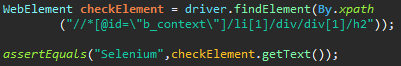 WebElement checkElement = driver.findElement(By.xpath
("//*[@id=\"b_context\"]/li[1]/div/div[1]/h2"));
assertEquals("Selenium",checkElement.getText());